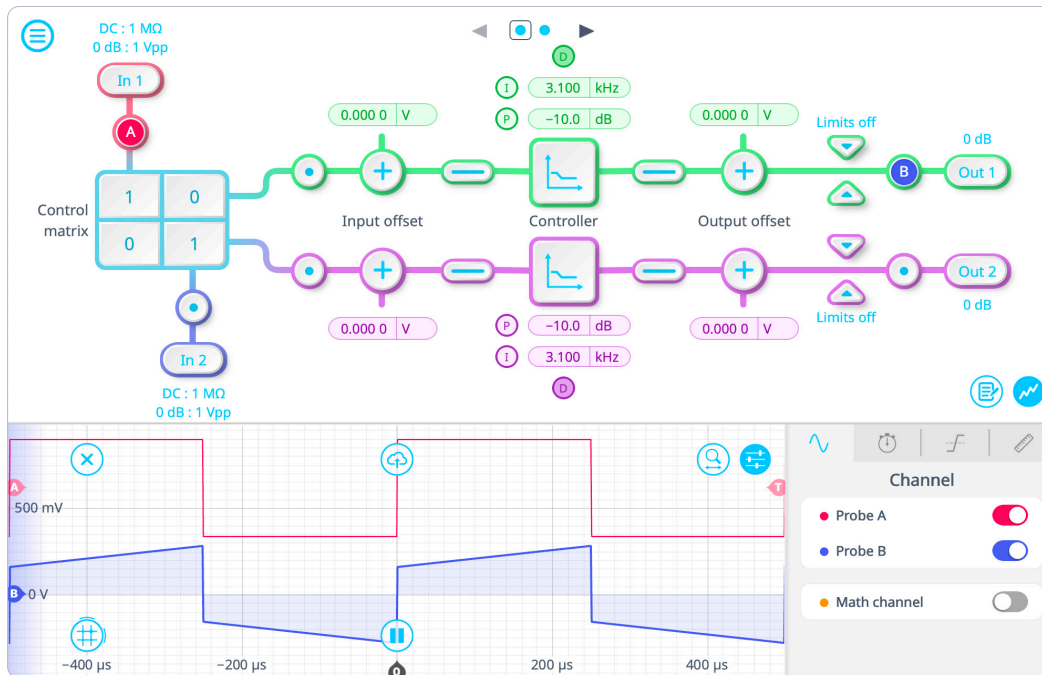 DC : 1 MΩ
0 dB : 1 Vpp
In 1
A
Control
matrix
1 0
0 1
In 2
DC : 1 MΩ
0 dB : 1 Vpp
0.000 0 V
Input offset
0.000 0 V
D
I 3.100 kHz
P −10.0 dB
Controller
P −10.0 dB
I 3.100 kHz
D
0.000 0 V
Output offset
0.000 0 V
Limits off
Limits off
B
0 dB
Out 1
Out 2
0 dB
A
500 mV
B 0 V
T
−400 µs −200 µs 0 200 µs 400 µs
Channel
Probe A
Probe B
Math channel